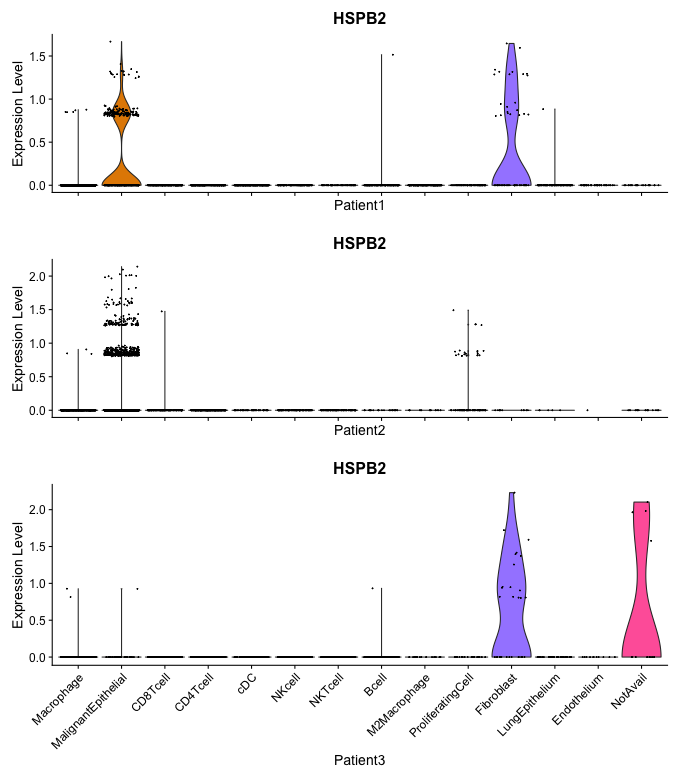 HSPB2
Expression Level
1.5
1.0
0.5
0.0
Patient1
HSPB2
Expression Level
2.0
1.5
1.0
0.5
0.0
Patient2
HSPB2
Expression Level
2.0
1.5
1.0
0.5
0.0
Macrophage
MalignantEpithelial
CD8Tcell
CD4Tcell
cDC
NKcell
NKTcell
Bcell
M2Macrophage
ProliferatingCell
Fibroblast
LungEpithelium
Endothelium
NotAvail
Patient3